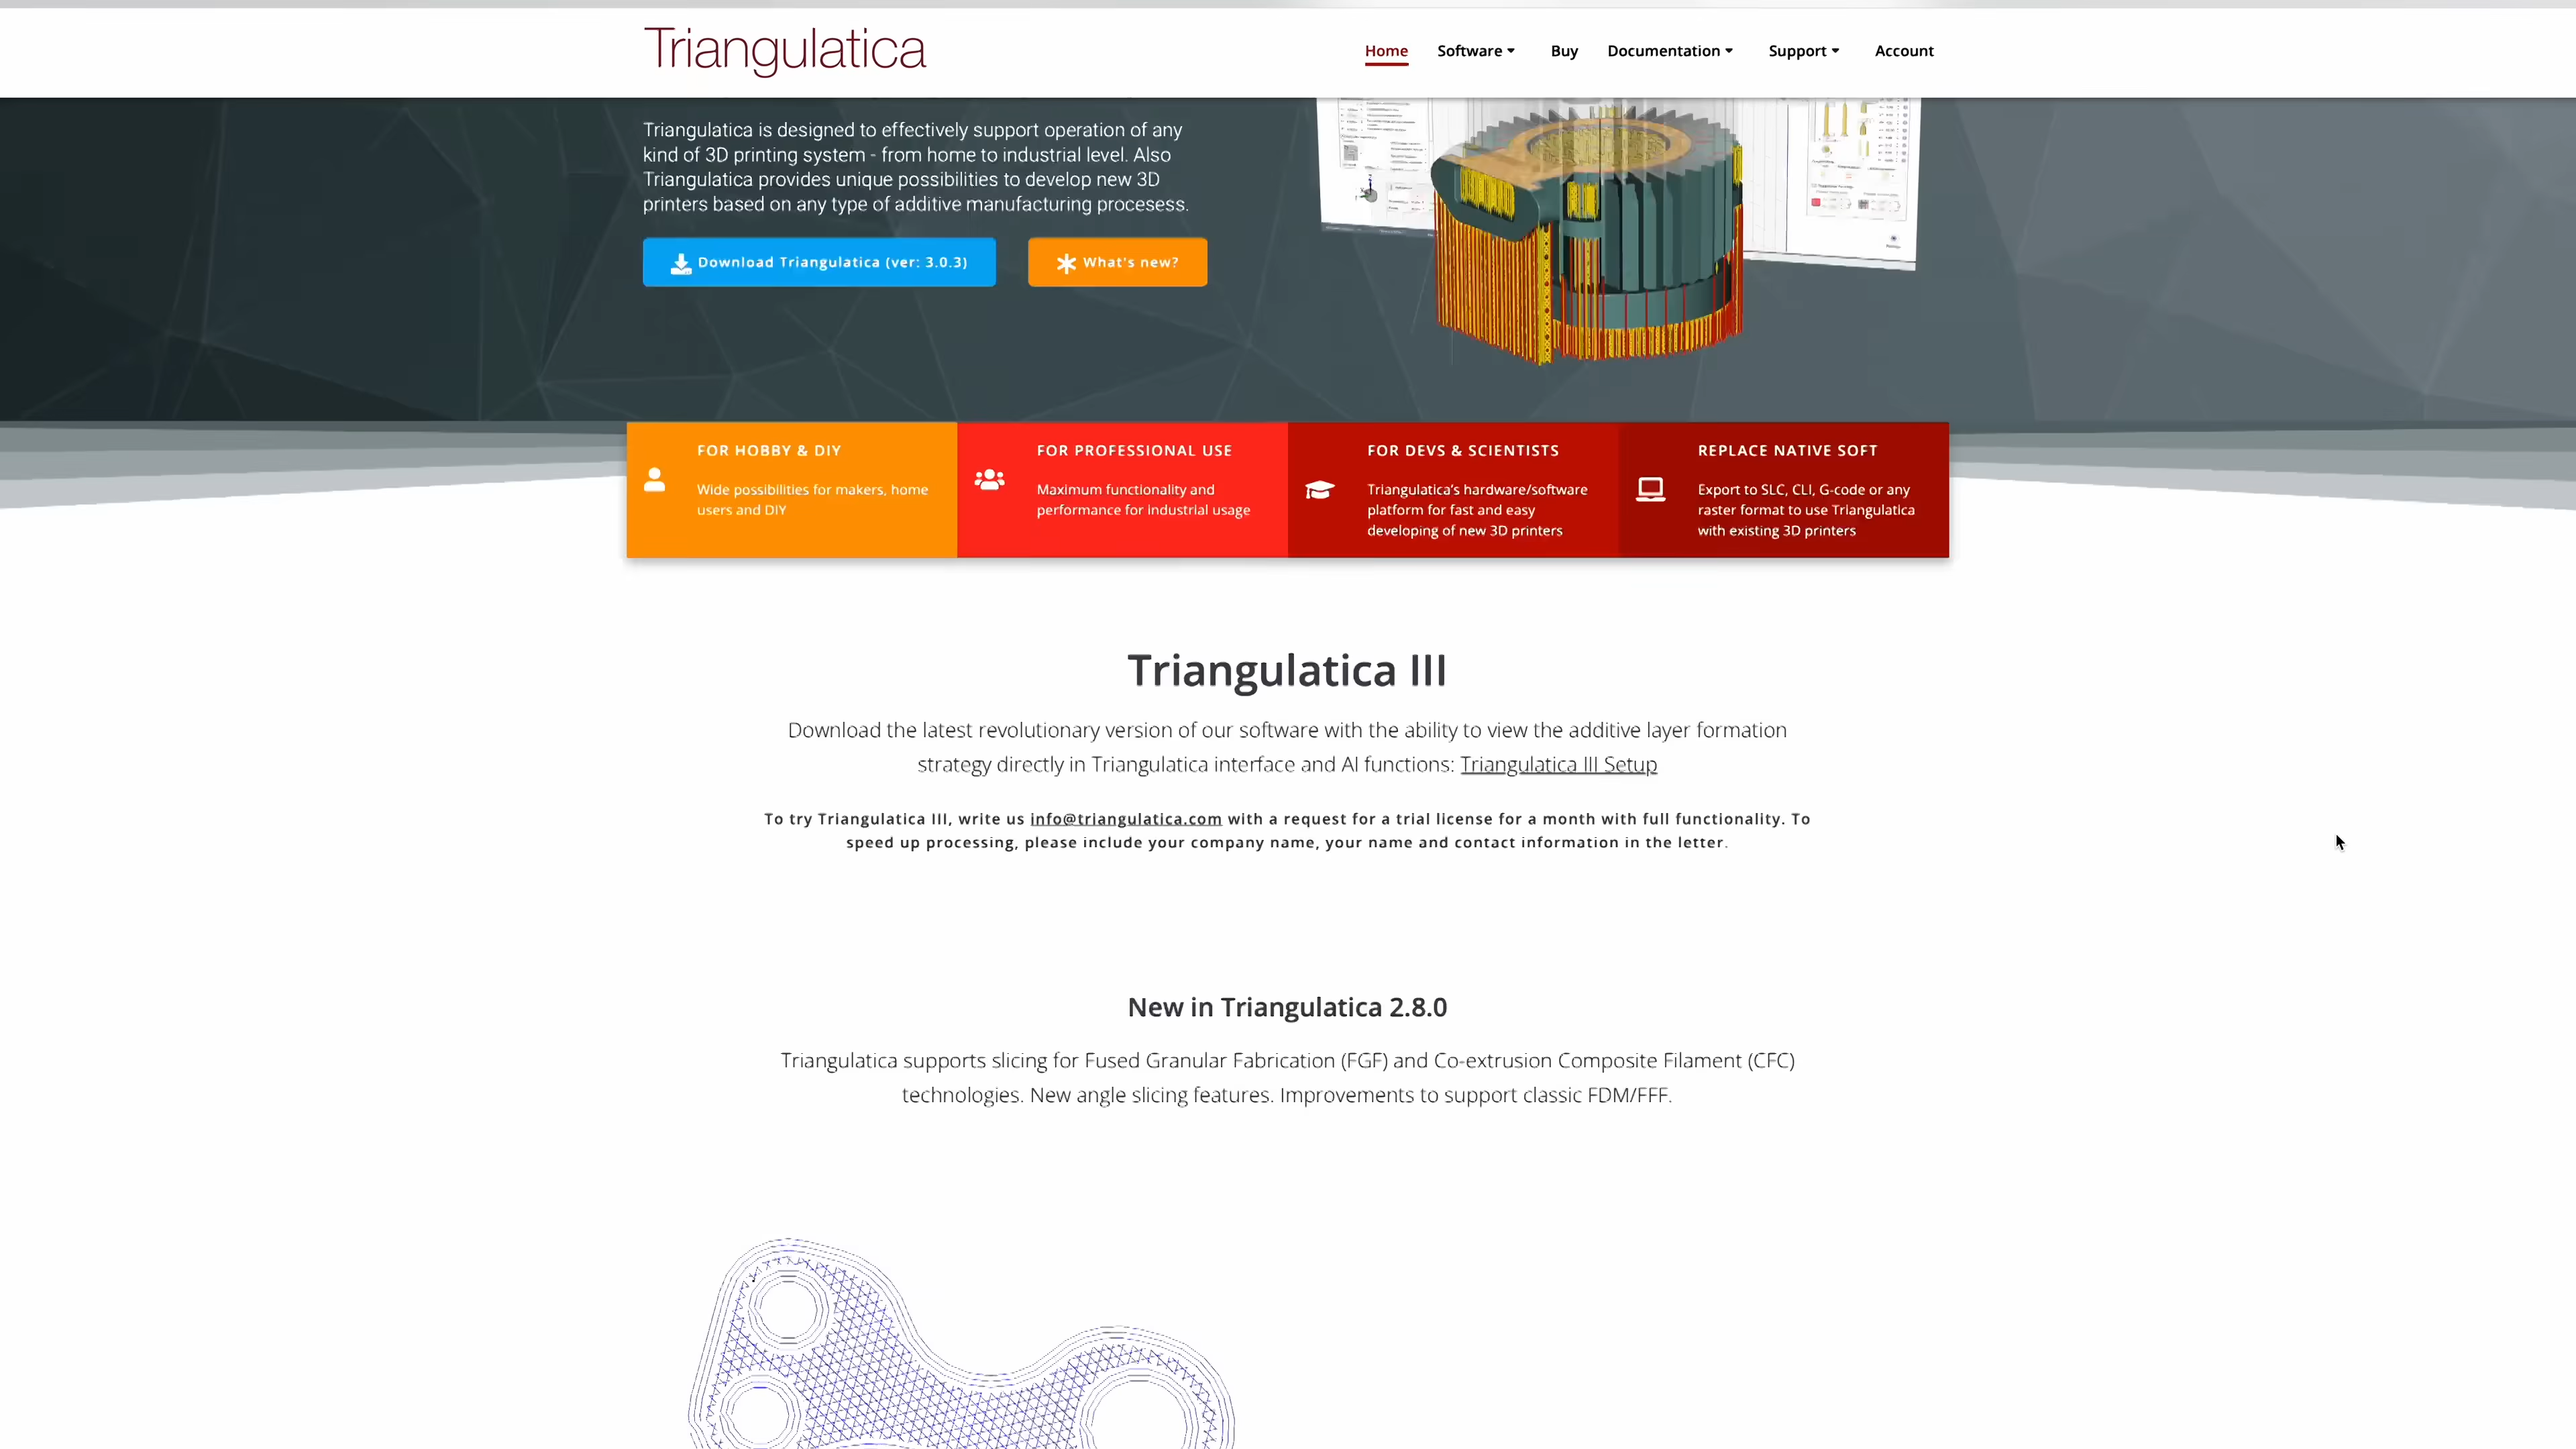 Triangulatica
Home
Software
Buy
Documentation
Support
Account
Triangulatica is designed to effectively support operation of any
kind of 3D printing system - from home to industrial level. Also
Triangulatica provides unique possibilities to develop new 3D
printers based on any type of additive manufacturing procesess.
Download Triangulatica (ver: 3.0.3)
What's new?
FOR HOBBY & DIY
Wide possibilities for makers, home
users and DIY
FOR PROFESSIONAL USE
Maximum functionality and
performance for industrial usage
FOR DEVS & SCIENTISTS
Triangulatica's hardware/software
platform for fast and easy
developing of new 3D printers
REPLACE NATIVE SOFT
Export to SLC, CLI, G-code or any
raster format to use Triangulatica
with existing 3D printers
Triangulatica III
Download the latest revolutionary version of our software with the ability to view the additive layer formation
strategy directly in Triangulatica interface and AI functions: Triangulatica III Setup
To try Triangulatica III, write us info@triangulatica.com with a request for a trial license for a month with full functionality. To
speed up processing, please include your company name, your name and contact information in the letter.
New in Triangulatica 2.8.0
Triangulatica supports slicing for Fused Granular Fabrication (FGF) and Co-extrusion Composite Filament (CFC)
technologies. New angle slicing features. Improvements to support classic FDM/FFF.